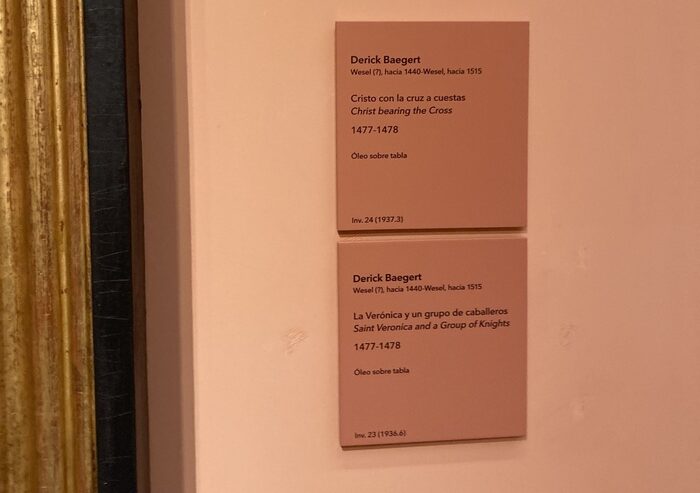 Derick Baegert
Wesel (?), hacia 1440-Wesel, hacia 1515
Cristo con la cruz a cuestas
Christ bearing the Cross
1477-1478
Óleo sobre tabla
Inv. 24 (1937.3)
Derick Baegert
Wesel (?), hacia 1440-Wesel, hacia 1515
La Verónica y un grupo de caballeros
Saint Veronica and a Group of Knights
1477-1478
Óleo sobre tabla
Inv. 23 (1936.6)